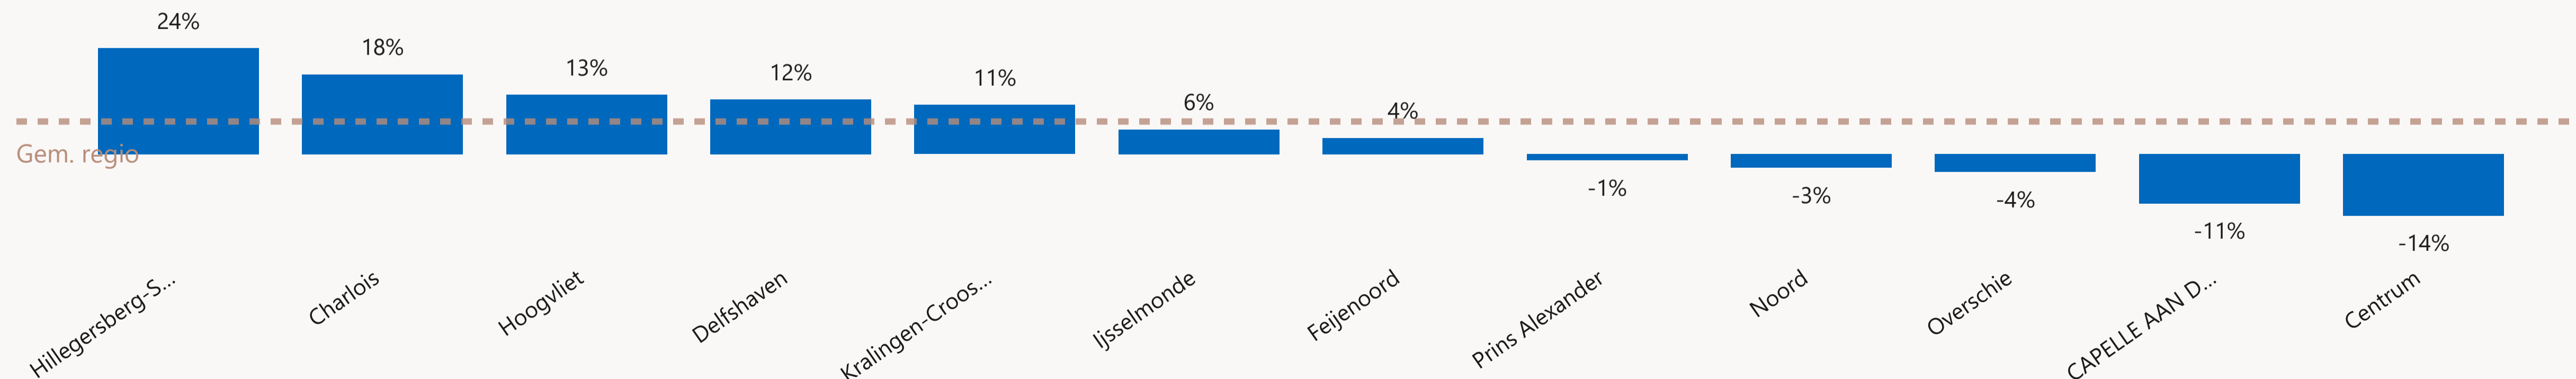 24%
18%
13%
12%
11%
6%
4%
-1%
-3%
-4%
-11%
-14%
Gem. regio
Hillegersberg-S...
Charlois
Hoogvliet
Delfshaven
Kralingen-Croos...
Ijsselmonde
Feijenoord
Prins Alexander
Noord
Overschie
CAPELLE AAN D...
Centrum